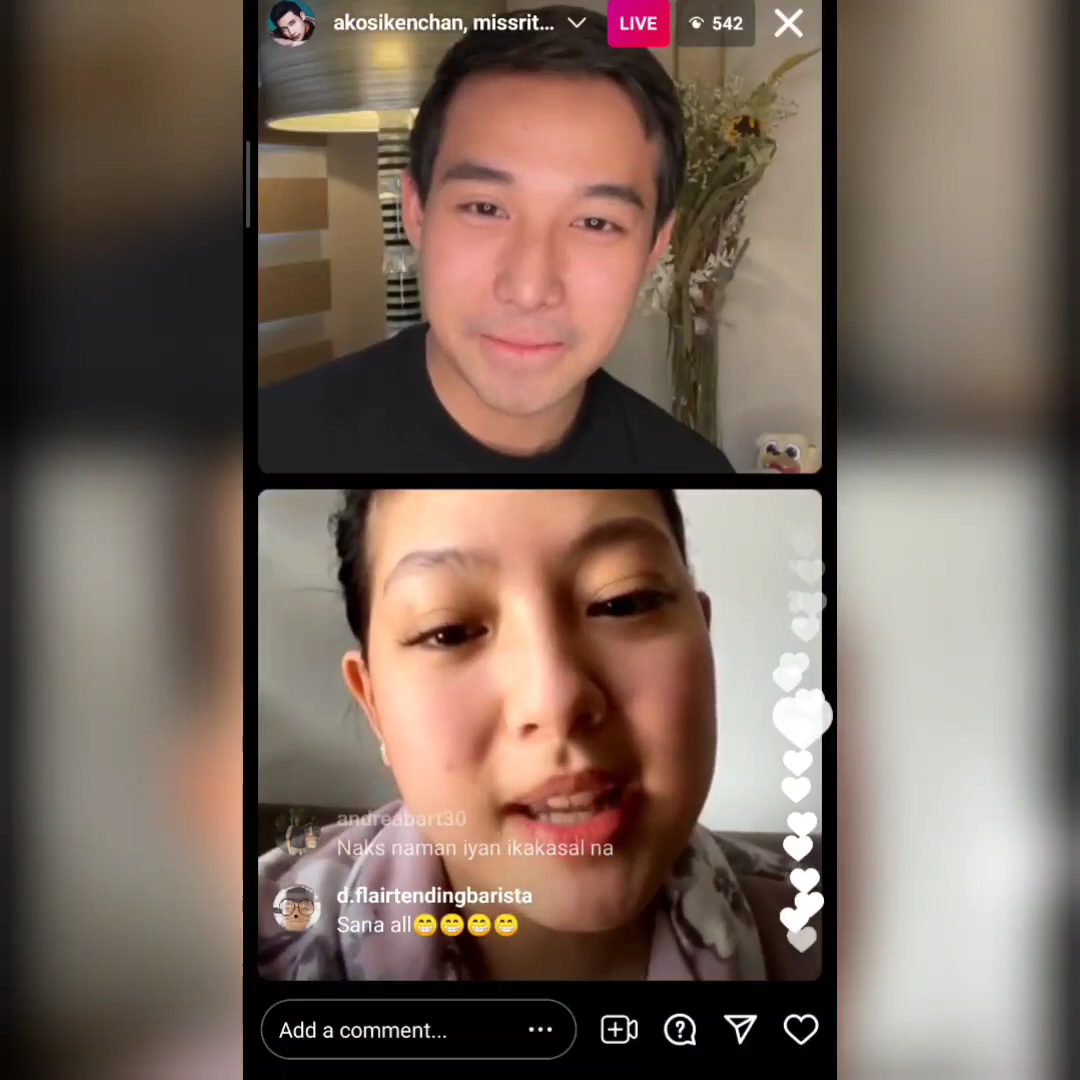 akosikenchan, missrit...
LIVE
542
andreabart30
Naks naman iyan ikakasal na
d.flairtendingbarista
Sana all😁😁😁😁
Add a comment...